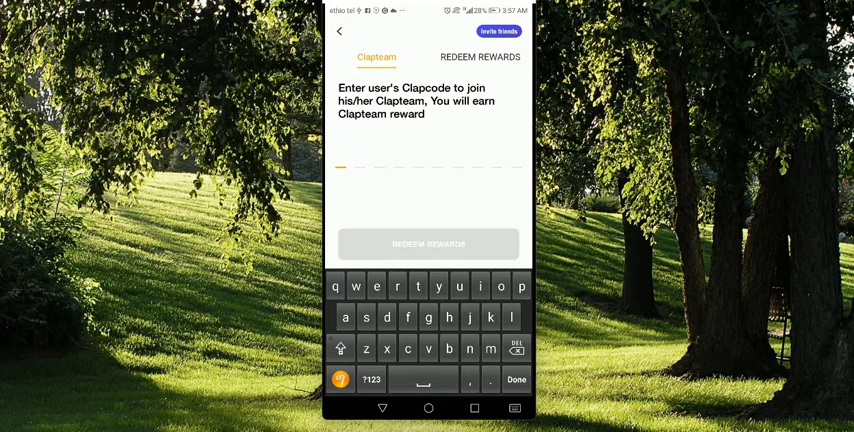 ethio tel 28% 3:57 AM
Invite friends
Clapteam REDEEM REWARDS
Enter user's Clapcode to join
his/her Clapteam, You will earn
Clapteam reward
REDEEM REWARDS
q w e r t y u i o p
a s d f g h j k l
z x c v b n m DEL
?123 , . Done